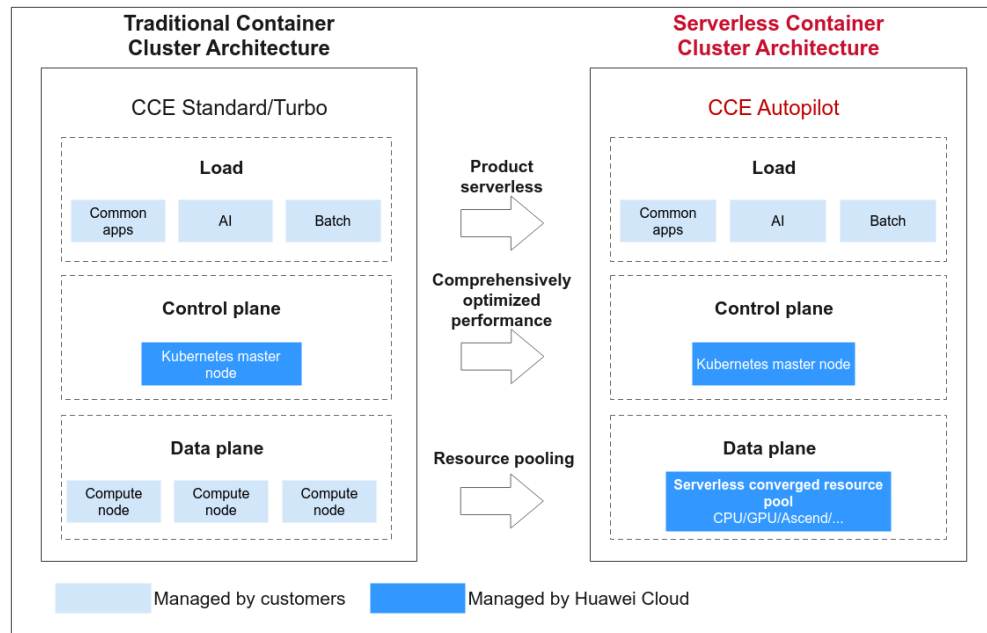 Traditional Container
Cluster Architecture
CCE Standard/Turbo
Load
Common
apps
AI
Batch
Control plane
Kubernetes master
node
Data plane
Compute
node
Compute
node
Compute
node
Product
serverless
Comprehensively
optimized
performance
Resource pooling
Serverless Container
Cluster Architecture
CCE Autopilot
Load
Common
apps
AI
Batch
Control plane
Kubernetes master node
Data plane
Serverless converged resource
pool
CPU/GPU/Ascend/...
Managed by customers
Managed by Huawei Cloud